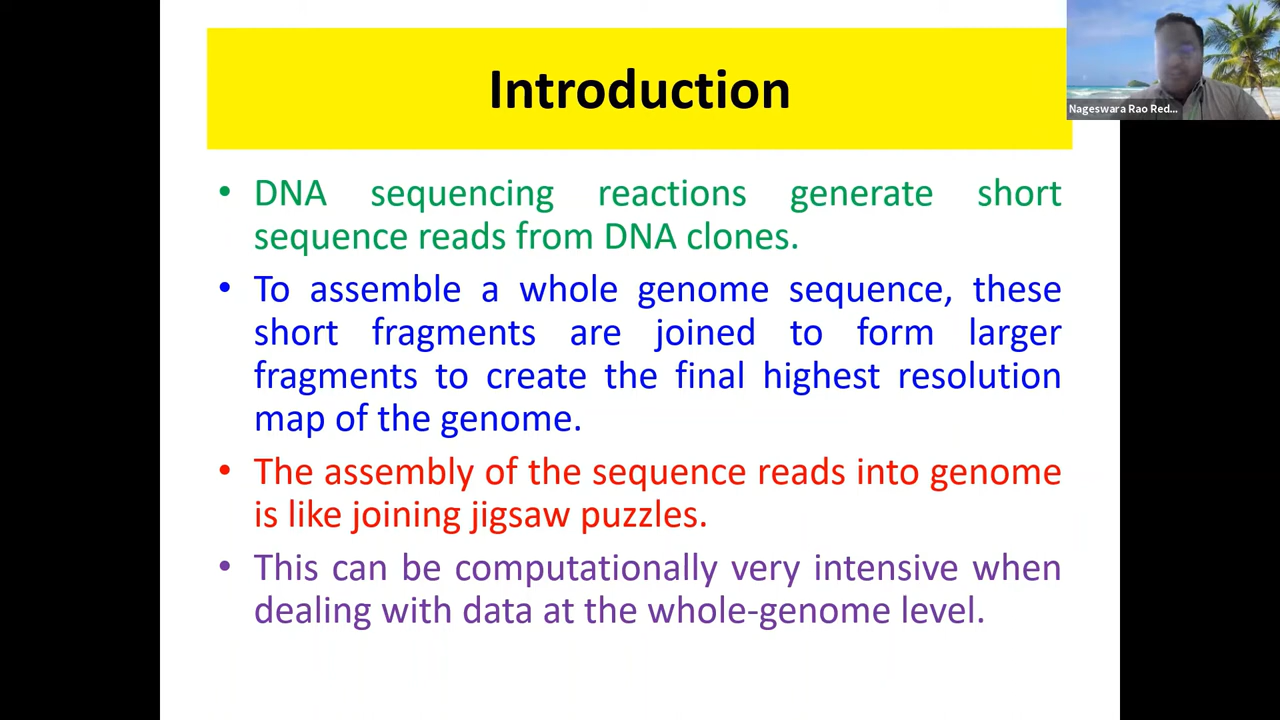 Introduction
Nageswara Rao Red...
• DNA sequencing reactions generate short
sequence reads from DNA clones.
• To assemble a whole genome sequence, these
short fragments are joined to form larger
fragments to create the final highest resolution
map of the genome.
• The assembly of the sequence reads into genome
is like joining jigsaw puzzles.
• This can be computationally very intensive when
dealing with data at the whole-genome level.